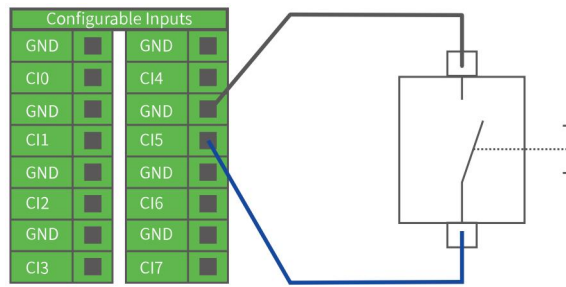 Configurable Inputs
GND GND
CI0 CI4
GND GND
CI1 CI5
GND GND
CI2 CI6
GND GND
CI3 CI7